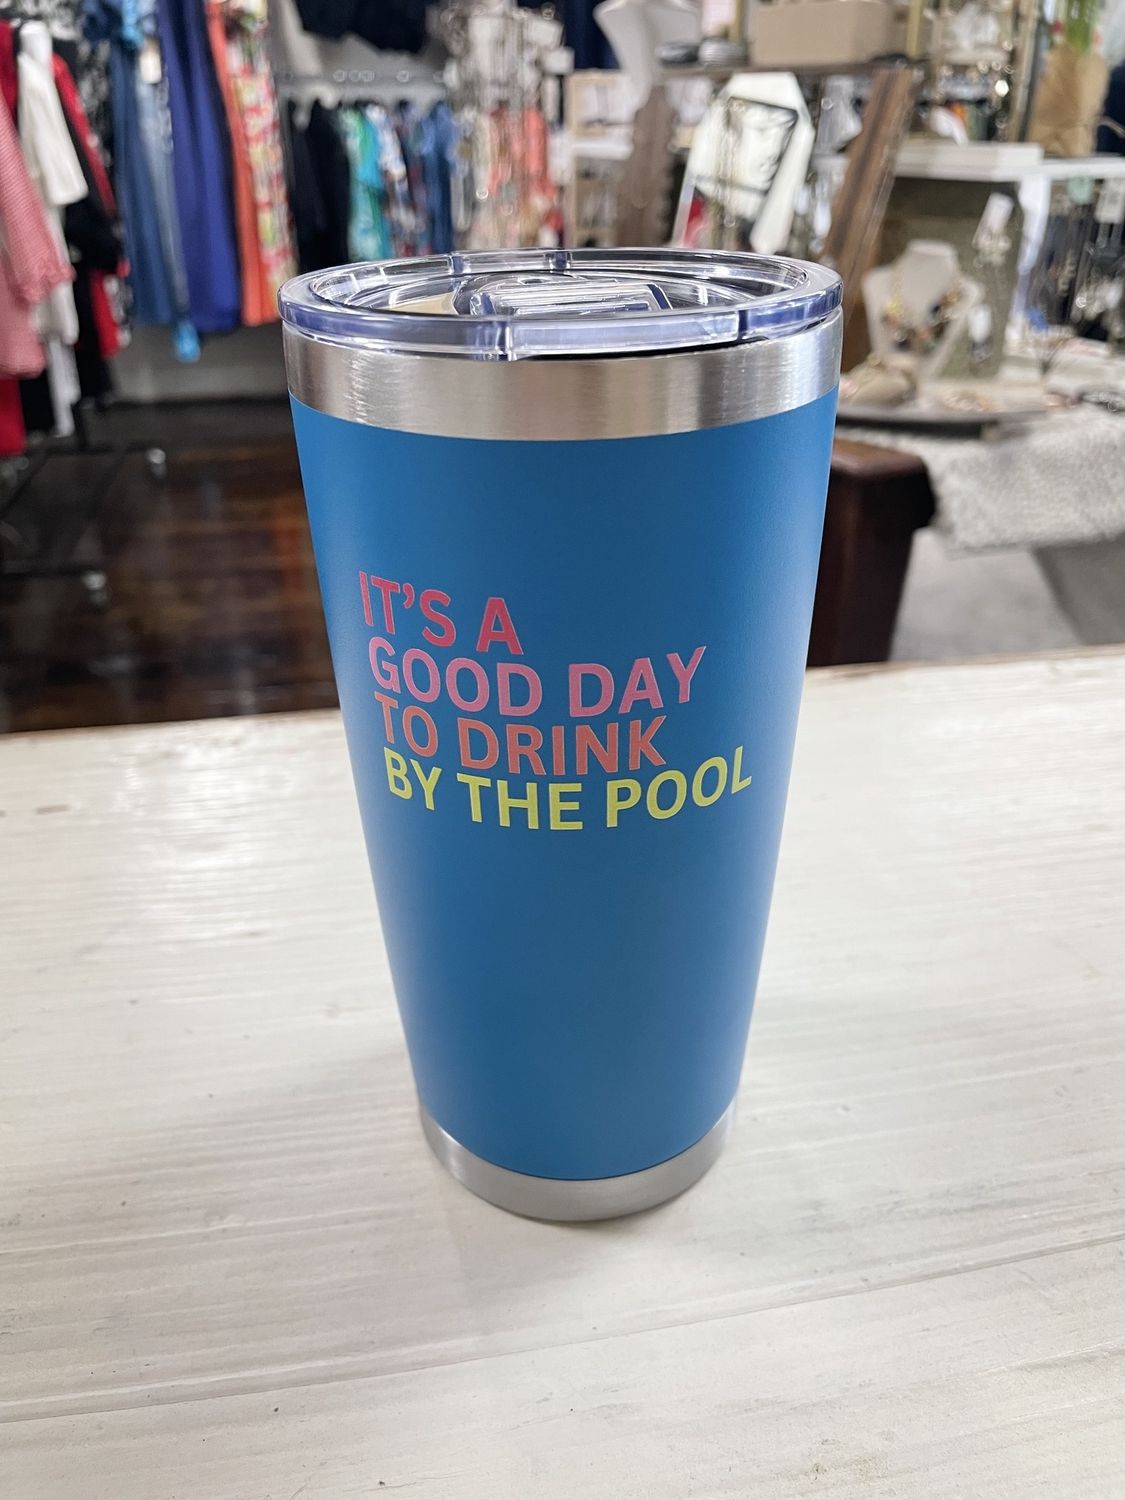 IT'S A
GOOD DAY
TO DRINK
BY THE POOL